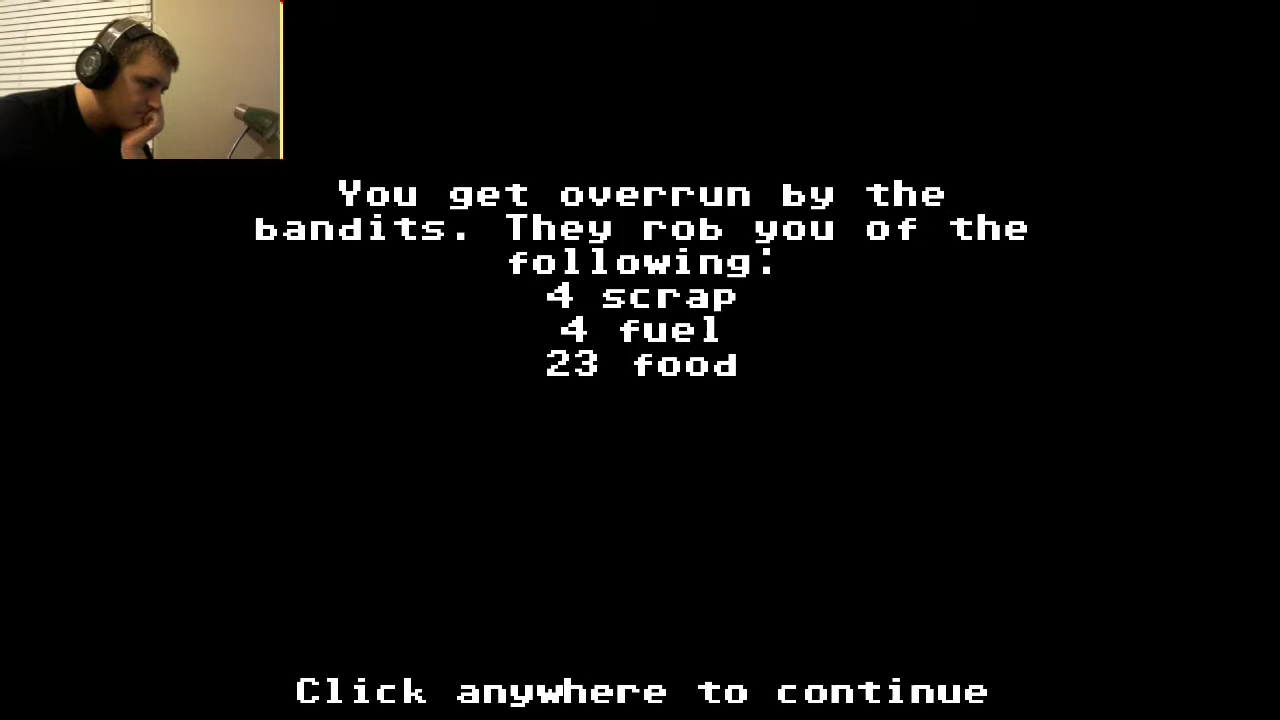 You get overrun by the
bandits. They rob you of the
following:
4 scrap
4 fuel
23 food
Click anywhere to continue